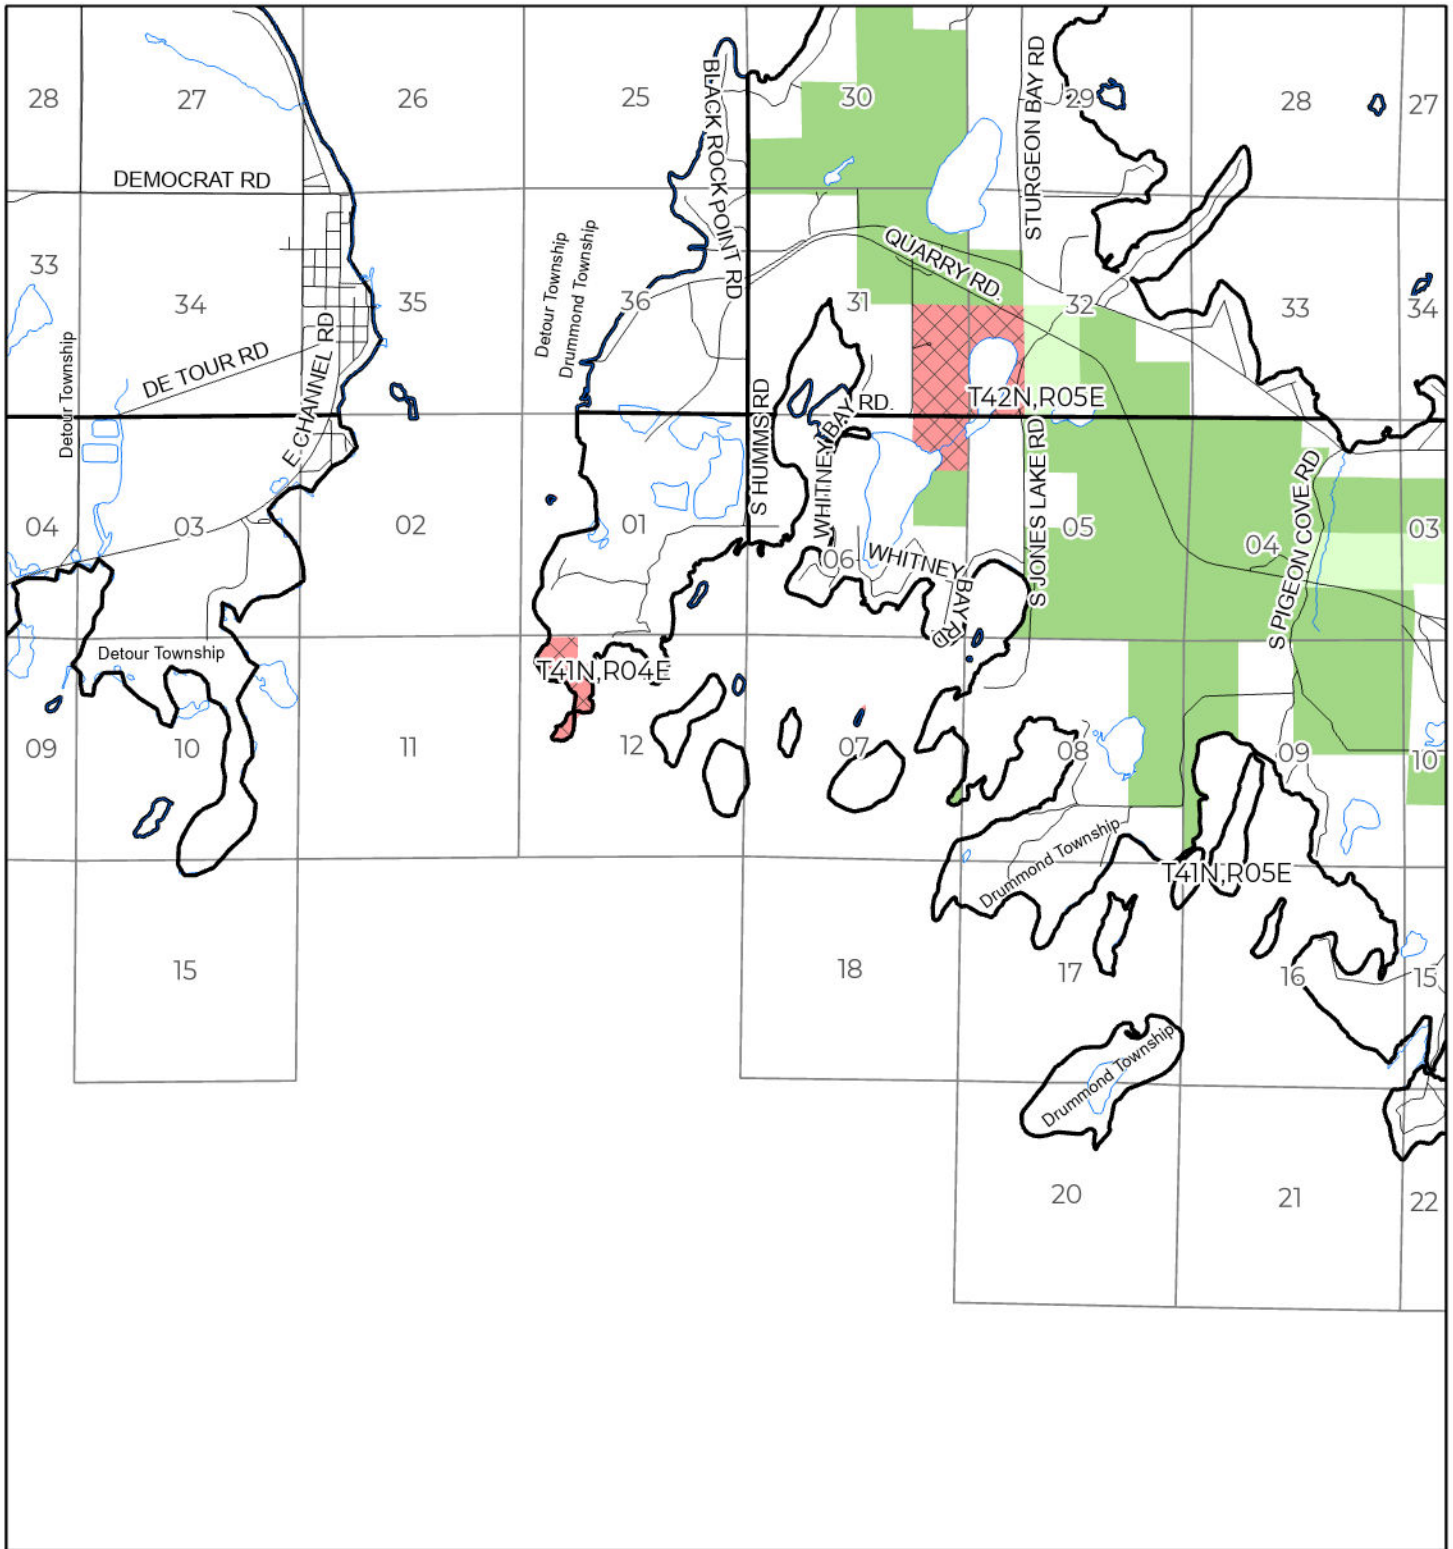 28
27
26
25
BLACK ROCK POINT RD
30
STURGEON BAY RD
29
28
27
DEMOCRAT RD
33
34
35
Detour Township
Drummond Township
36
31
QUARRY RD.
32
33
34
Detour Township
DE TOUR RD
E CHANNEL RD
S HUMMS RD
WHITNEY BAY RD.
T42N,R05E
04
03
02
01
06
WHITNEY BAY RD
S JONES LAKE RD
05
04
S PIGEON COVE RD
03
Detour Township
T41N,R04E
09
10
11
12
07
08
09
10
Drummond Township
T41N,R05E
15
18
17
16
15
Drummond Township
20
21
22